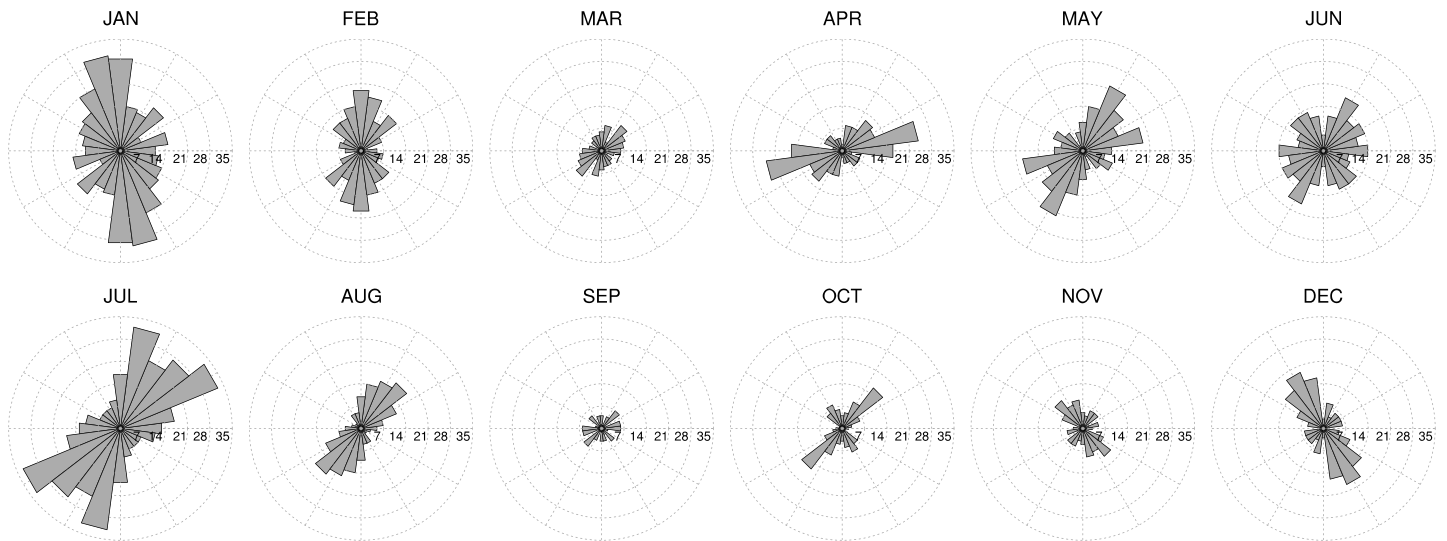 JAN FEB MAR APR MAY JUN
7 14 21 28 35 7 14 21 28 35 7 14 21 28 35 7 14 21 28 35 7 14 21 28 35 7 14 21 28 35
JUL AUG SEP OCT NOV DEC
7 14 21 28 35 7 14 21 28 35 7 14 21 28 35 7 14 21 28 35 7 14 21 28 35 7 14 21 28 35